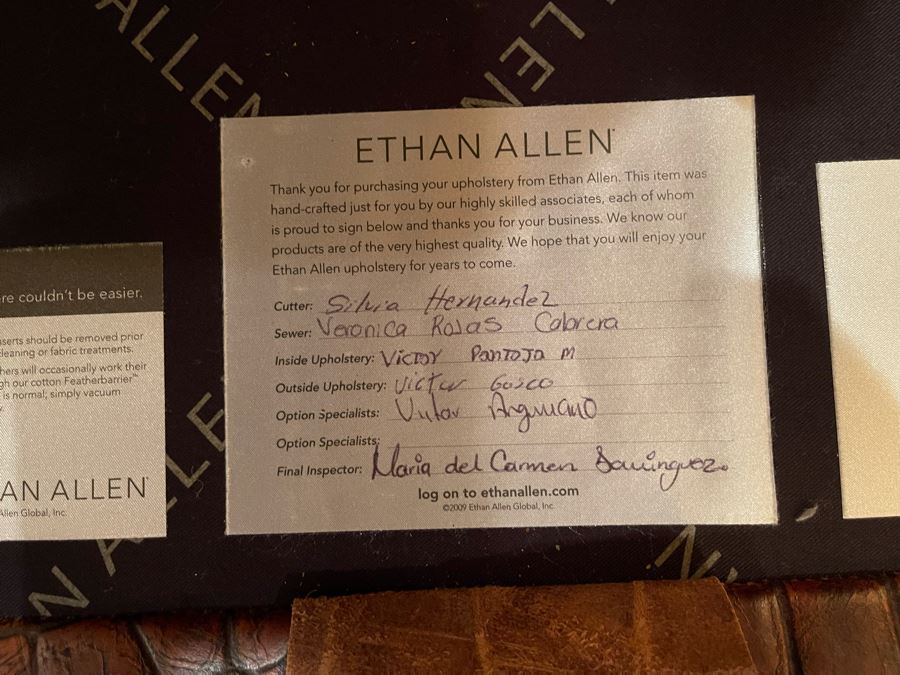 ALLEN
LLEN
ETHAN ALLEN
Thank you for purchasing your upholstery from Ethan Allen. This item was
hand-crafted just for you by our highly skilled associates, each of whom
is proud to sign below and thanks you for your business. We know our
products are of the very highest quality. We hope that you will enjoy your
Ethan Allen upholstery for years to come.
Cutter: Silvia Hernandez
Sewer: Veronica Rojas Cabrera
Inside Upholstery: Victor Pantoja M
Outside Upholstery: Victor
Option Specialists:
Option Specialists:
Final Inspector: Maria del Carmen Dominguez.
log on to ethanallen.com
©2009 Ethan Allen Global, Inc.
re couldn't be easier.
serts should be removed prior
leaning or fabric treatments.
hers will occasionally work their
gh our cotton Featherbarrier™
is normal; simply vacuum
y.
AN ALLEN®
Allen Global, Inc.
N ALLE
N